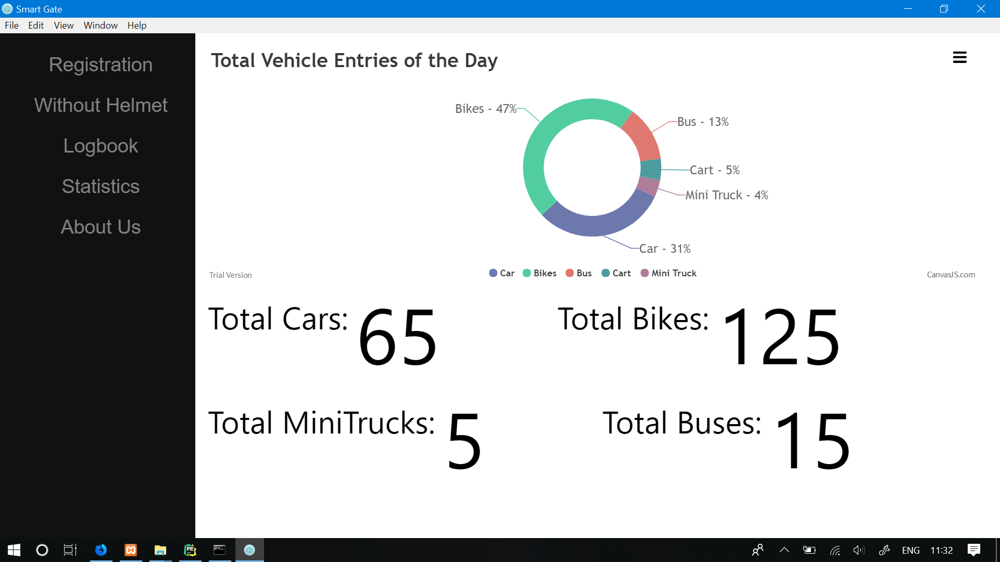 Smart Gate
File Edit View Window Help
Registration
Without Helmet
Logbook
Statistics
About Us
Total Vehicle Entries of the Day
Bikes - 47%
Bus - 13%
Cart - 5%
Mini Truck - 4%
Car - 31%
Car Bikes Bus Cart Mini Truck
Trial Version
CanvasJS.com
Total Cars: 65
Total Bikes: 125
Total MiniTrucks: 5
Total Buses: 15
PE
ENG 11:32